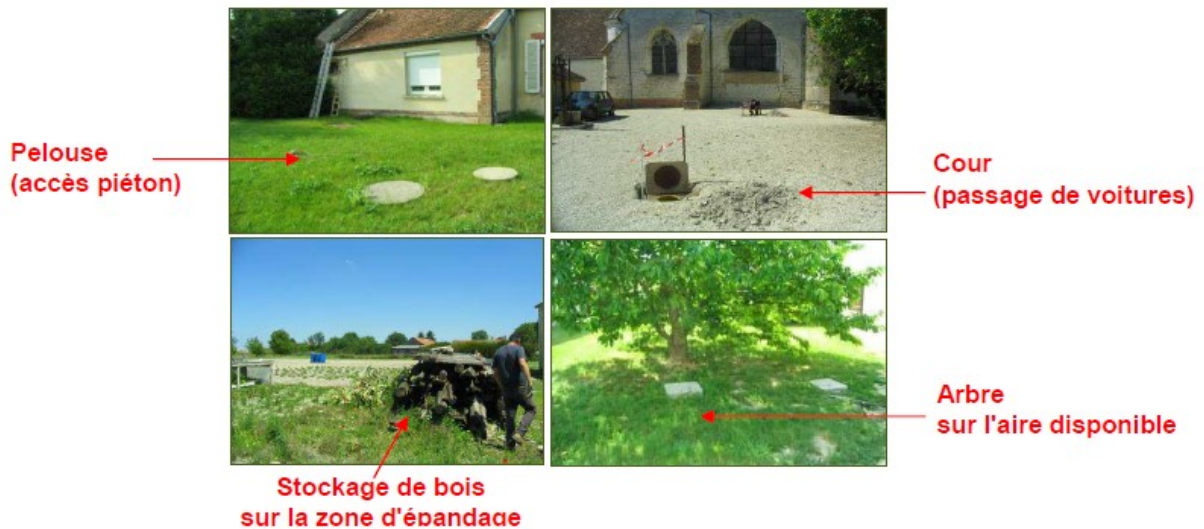 Pelouse
(accès piéton)
Cour
(passage de voitures)
Stockage de bois
sur la zone d'épandage
Arbre
sur l'aire disponible